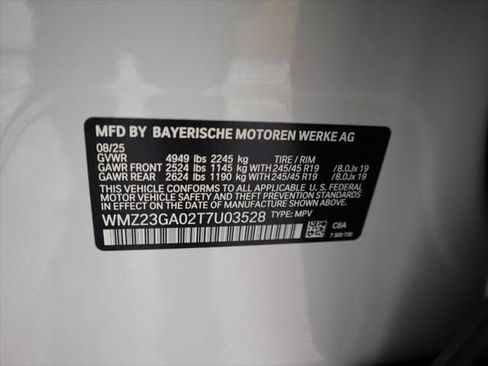 MFD BY BAYERISCHE MOTOREN WERKE AG
08/25
GVWR 4949 lbs 2245 kg TIRE / RIM
GAWR FRONT 2524 lbs 1145 kg WITH 245/45 R19 / 8.0Jx 19
GAWR REAR 2624 lbs 1190 kg WITH 245/45 R19 / 8.0Jx 19
THIS VEHICLE CONFORMS TO ALL APPLICABLE U.S. FEDERAL
MOTOR VEHICLE SAFETY AND THEFT PREVENTION STANDARDS
IN EFFECT ON THE DATE OF MANUFACTURE SHOWN ABOVE.
WMZ23GA02T7U03528 TYPE: MPV
C6A